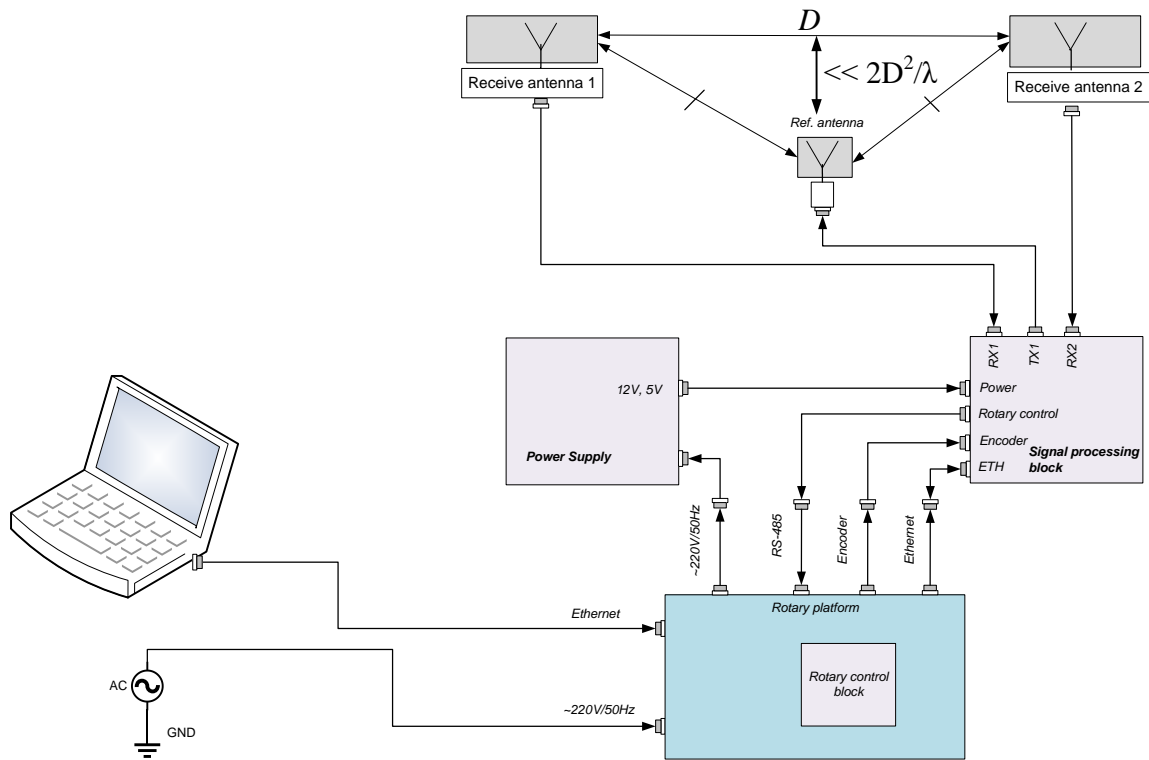 D
<< 2D²/λ
Receive antenna 1
Receive antenna 2
Ref. antenna
RX1
TX1
RX2
12V, 5V
Power
Rotary control
Encoder
Power Supply
Signal processing
block
ETH
~220V/50Hz
RS-485
Encoder
Ethernet
Ethernet
Rotary platform
Rotary control
block
AC
~220V/50Hz
GND